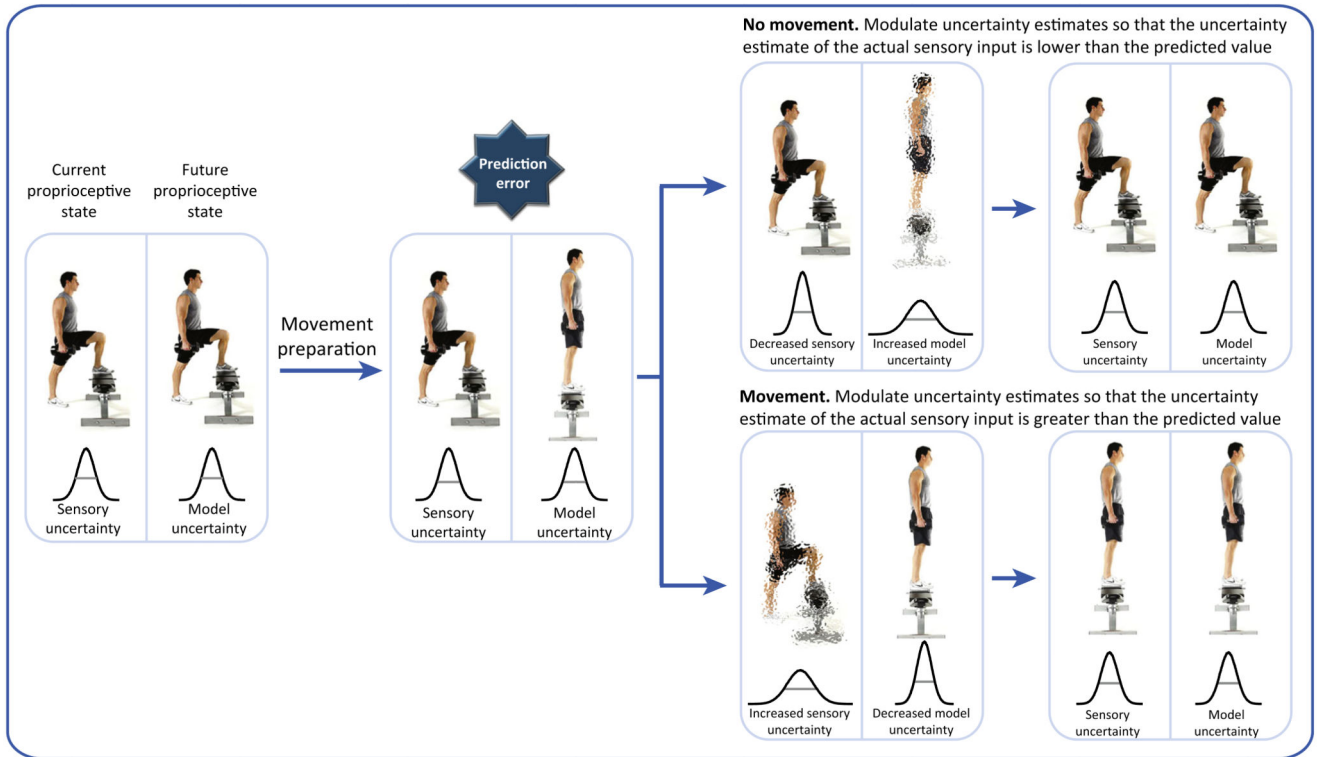 Current
proprioceptive
state
Future
proprioceptive
state
Sensory
uncertainty
Model
uncertainty
Movement
preparation
Prediction
error
Sensory
uncertainty
Model
uncertainty
No movement. Modulate uncertainty estimates so that the uncertainty
estimate of the actual sensory input is lower than the predicted value
Decreased sensory
uncertainty
Increased model
uncertainty
Sensory
uncertainty
Model
uncertainty
Movement. Modulate uncertainty estimates so that the uncertainty
estimate of the actual sensory input is greater than the predicted value
Increased sensory
uncertainty
Decreased model
uncertainty
Sensory
uncertainty
Model
uncertainty